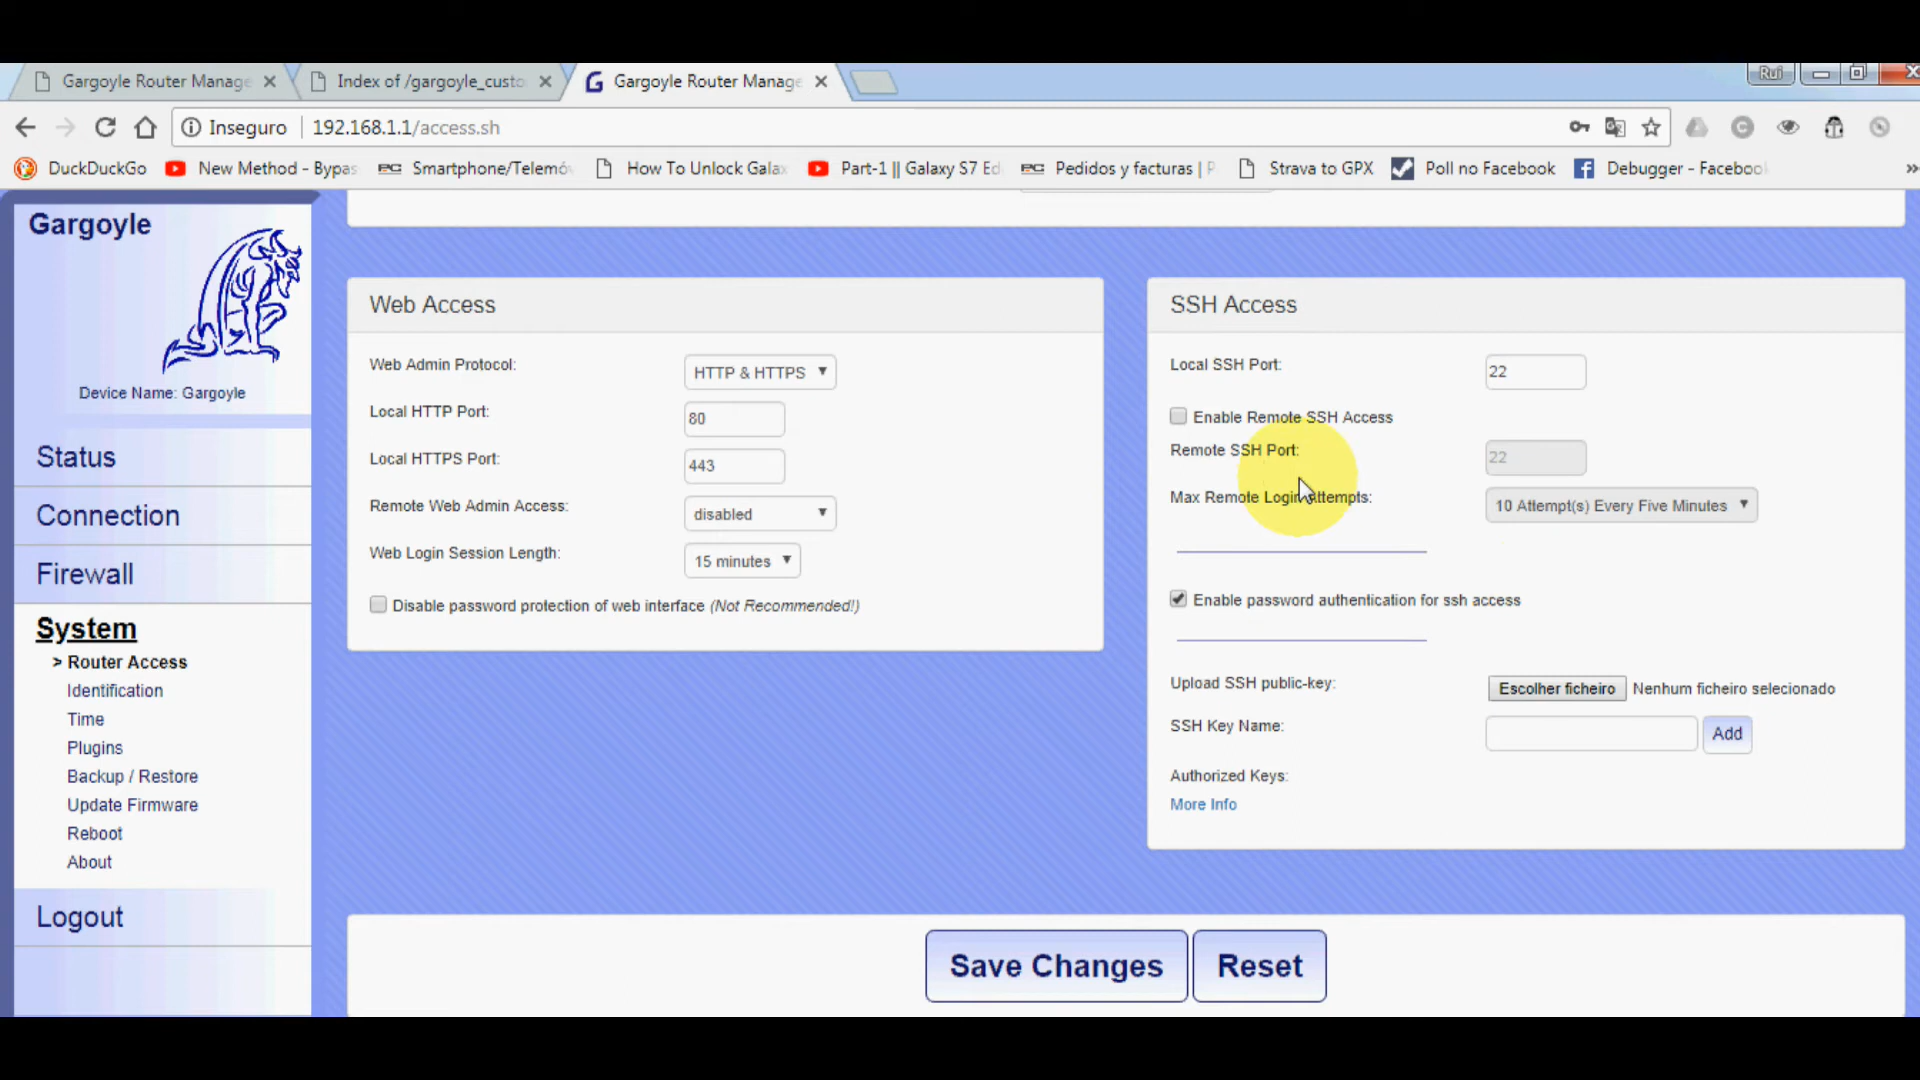 Gargoyle Router Manage
Index of /gargoyle_custo
Gargoyle Router Manage
Rui
Inseguro
192.168.1.1/access.sh
DuckDuckGo
New Method - Bypas
Smartphone/Telemó
How To Unlock Gala
Part-1 || Galaxy S7 Ed
Pedidos y facturas |
Strava to GPX
Poll no Facebook
Debugger - Facebook
Gargoyle
Device Name: Gargoyle
Status
Connection
Firewall
System
> Router Access
Identification
Time
Plugins
Backup / Restore
Update Firmware
Reboot
About
Logout
Web Access
Web Admin Protocol:
HTTP & HTTPS
Local HTTP Port:
80
Local HTTPS Port:
443
Remote Web Admin Access:
disabled
Web Login Session Length:
15 minutes
Disable password protection of web interface (Not Recommended!)
SSH Access
Local SSH Port:
22
Enable Remote SSH Access
Remote SSH Port:
22
Max Remote Login Attempts:
10 Attempt(s) Every Five Minutes
Enable password authentication for ssh access
Upload SSH public-key:
Escolher ficheiro Nenhum ficheiro selecionado
SSH Key Name:
Add
Authorized Keys:
More Info
Save Changes
Reset